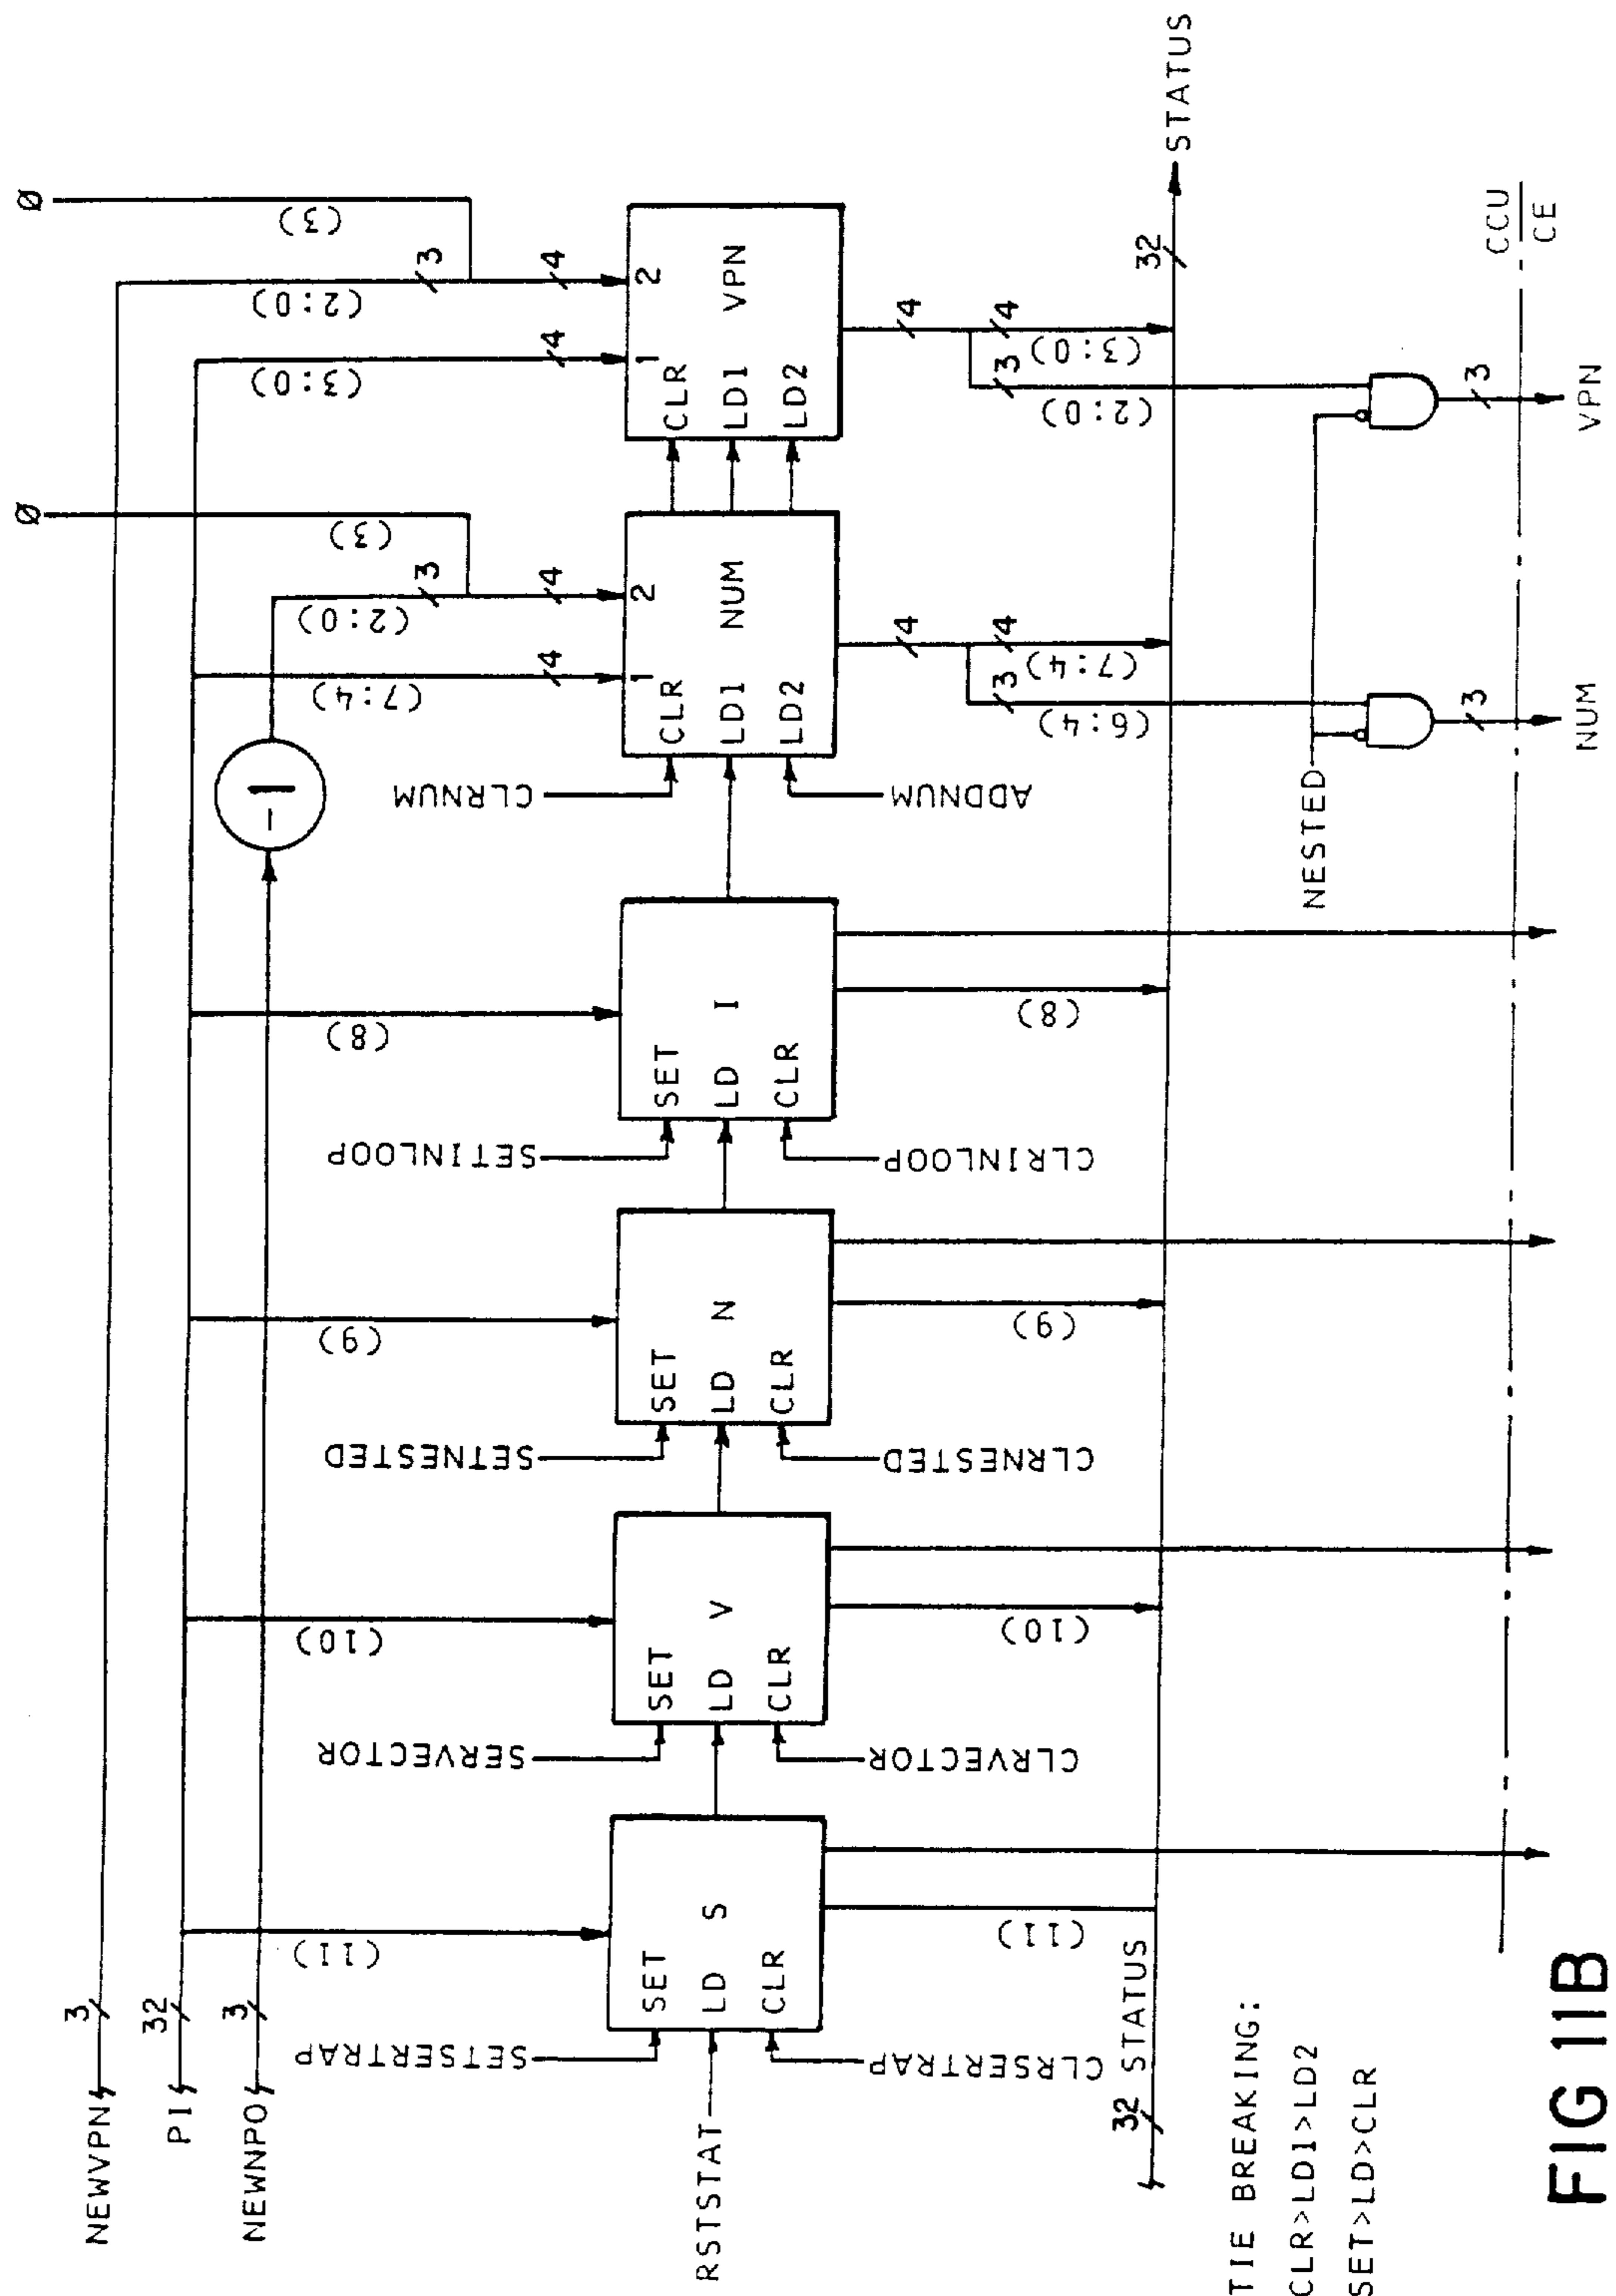 NEWVPN
3
PI
32
NEWNPO
3
-1
Ø
Ø
(11)
(10)
(9)
(8)
(7:4)
4
(2:0)
3
(3)
4
(3:0)
4
(2:0)
3
(3)
4
SETSERTRAP
RSTSTAT
CLRSERTRAP
SET
LD S
CLR
SERVECTOR
CLRVECTOR
SET
LD V
CLR
SETNESTED
CLRNESTED
SET
LD N
CLR
SETINLOOP
CLRINLOOP
SET
LD I
CLR
CLRNUM
ADDNUM
1 2
CLR
LD1 NUM
LD2
1 2
CLR
LD1 VPN
LD2
(11)
(10)
(9)
(8)
4
3
4
(6:4)
(7:4)
4
3
4
(2:0)
(3:0)
32 STATUS
32
STATUS
NESTED
3
3
CCU
CE
NUM
VPN
TIE BREAKING:
CLR>LD1>LD2
SET>LD>CLR
FIG 11B